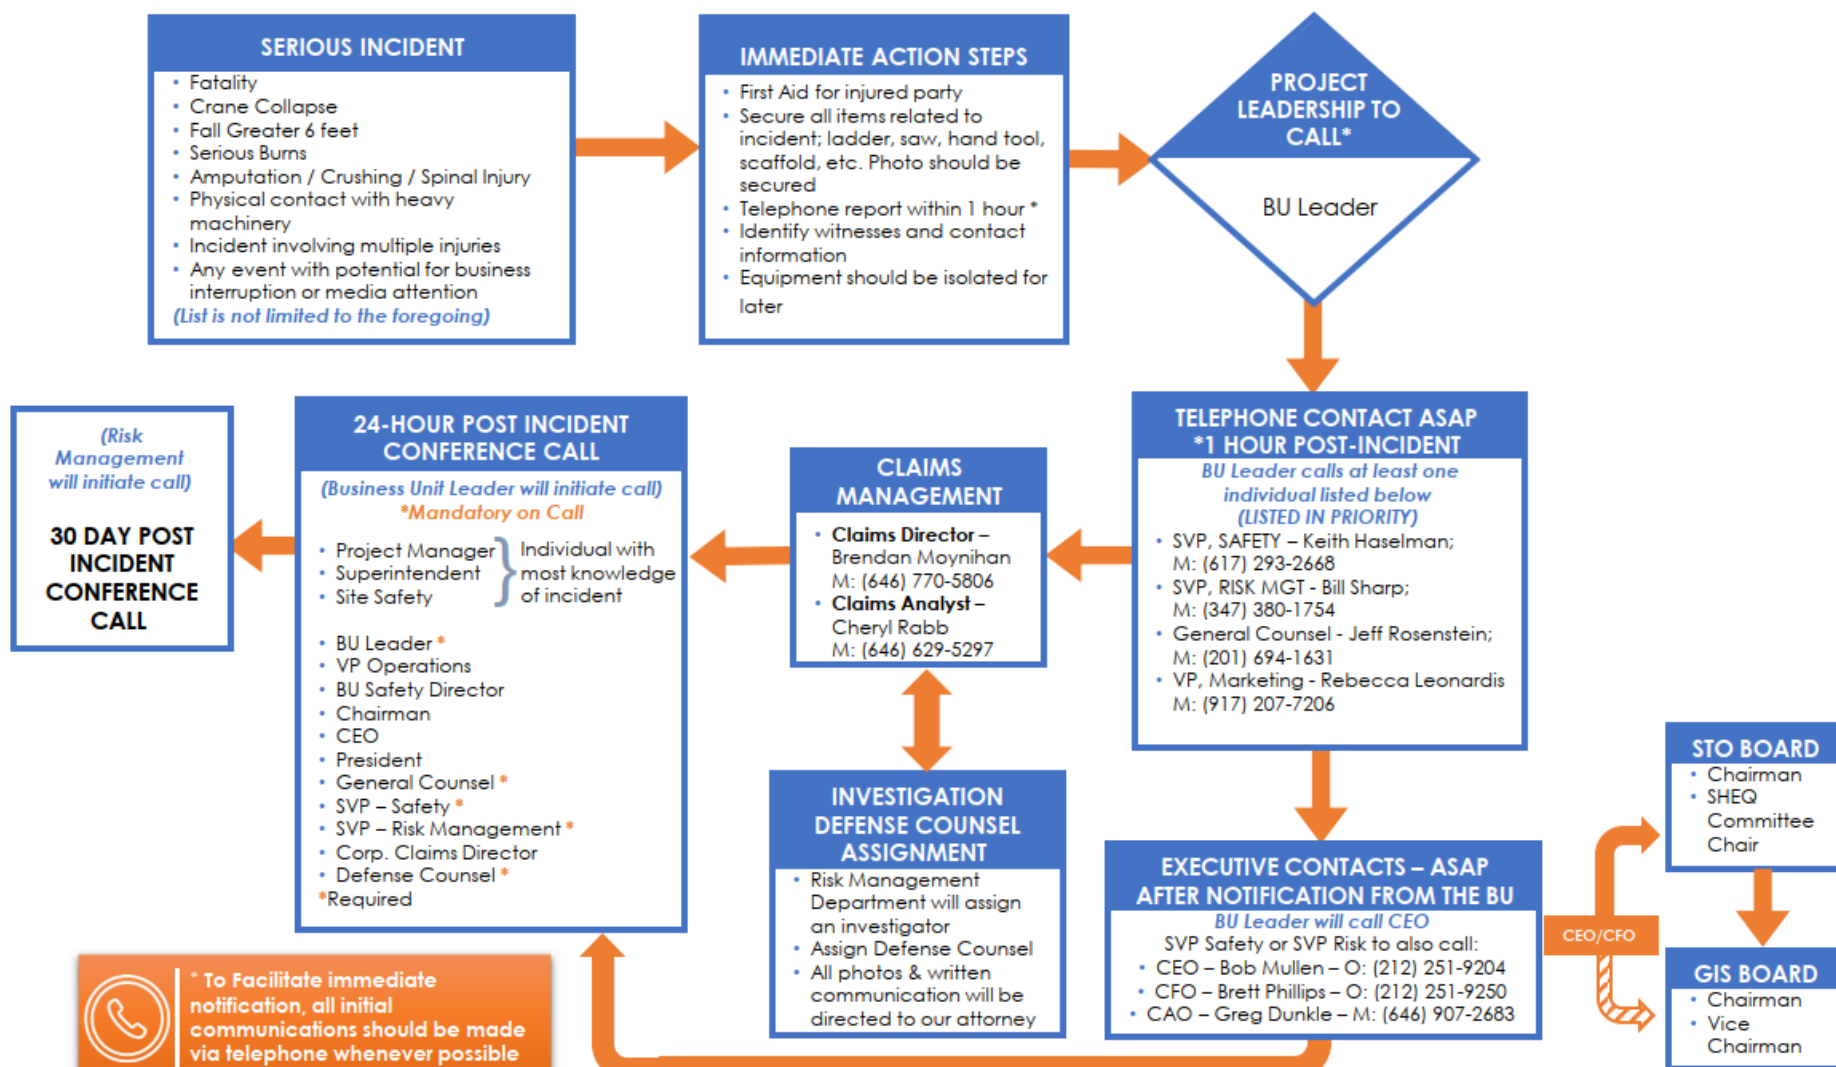 SERIOUS INCIDENT
• Fatality
• Crane Collapse
• Fall Greater 6 feet
• Serious Burns
• Amputation / Crushing / Spinal Injury
• Physical contact with heavy
machinery
• Incident involving multiple injuries
• Any event with potential for business
interruption or media attention
(List is not limited to the foregoing)
IMMEDIATE ACTION STEPS
• First Aid for injured party
• Secure all items related to
incident; ladder, saw, hand tool,
scaffold, etc. Photo should be
secured
• Telephone report within 1 hour *
• Identify witnesses and contact
information
• Equipment should be isolated for
later
PROJECT
LEADERSHIP TO
CALL*
BU Leader
TELEPHONE CONTACT ASAP
*1 HOUR POST-INCIDENT
BU Leader calls at least one
individual listed below
(LISTED IN PRIORITY)
• SVP, SAFETY – Keith Haselman;
M: (617) 293-2668
• SVP, RISK MGT - Bill Sharp;
M: (347) 380-1754
• General Counsel - Jeff Rosenstein;
M: (201) 694-1631
• VP, Marketing - Rebecca Leonardis
M: (917) 207-7206
CLAIMS
MANAGEMENT
• Claims Director –
Brendan Moynihan
M: (646) 770-5806
• Claims Analyst –
Cheryl Rabb
M: (646) 629-5297
24-HOUR POST INCIDENT
CONFERENCE CALL
(Business Unit Leader will initiate call)
*Mandatory on Call
• Project Manager
• Superintendent
• Site Safety
Individual with
most knowledge
of incident
• BU Leader *
• VP Operations
• BU Safety Director
• Chairman
• CEO
• President
• General Counsel *
• SVP – Safety *
• SVP – Risk Management *
• Corp. Claims Director
• Defense Counsel *
*Required
(Risk
Management
will initiate call)
30 DAY POST
INCIDENT
CONFERENCE
CALL
INVESTIGATION
DEFENSE COUNSEL
ASSIGNMENT
• Risk Management
Department will assign
an investigator
• Assign Defense Counsel
• All photos & written
communication will be
directed to our attorney
EXECUTIVE CONTACTS – ASAP
AFTER NOTIFICATION FROM THE BU
BU Leader will call CEO
SVP Safety or SVP Risk to also call:
• CEO – Bob Mullen – O: (212) 251-9204
• CFO – Brett Phillips – O: (212) 251-9250
• CAO – Greg Dunkle – M: (646) 907-2683
CEO/CFO
STO BOARD
• Chairman
• SHEQ
Committee
Chair
GIS BOARD
• Chairman
• Vice
Chairman
* To Facilitate immediate
notification, all initial
communications should be made
via telephone whenever possible